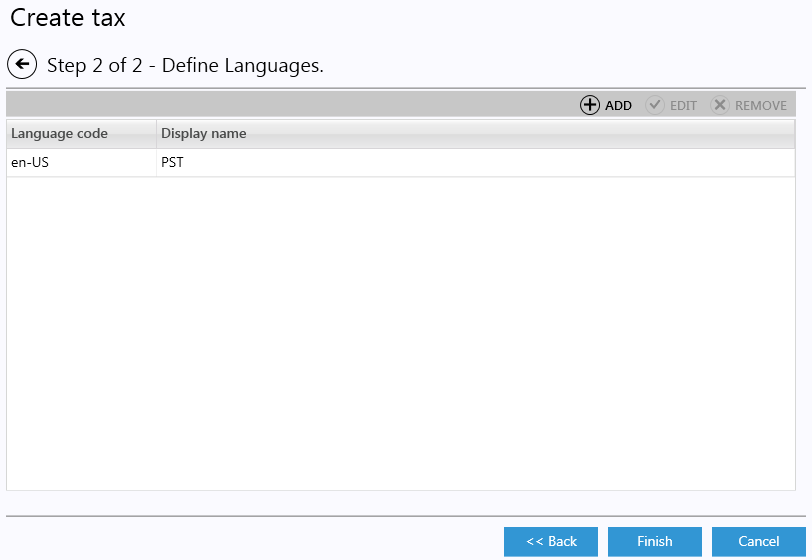 Create tax
Step 2 of 2 - Define Languages.
ADD EDIT REMOVE
Language code Display name
en-US PST
<< Back Finish Cancel